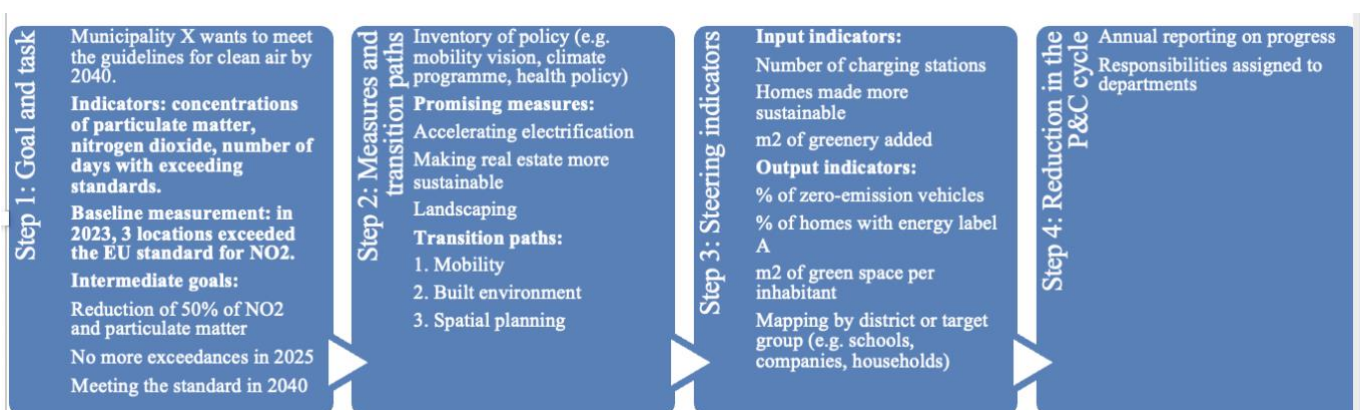 Step 1: Goal and task
Municipality X wants to meet
the guidelines for clean air by
2040.
Indicators: concentrations
of particulate matter,
nitrogen dioxide, number of
days with exceeding
standards.
Baseline measurement: in
2023, 3 locations exceeded
the EU standard for NO2.
Intermediate goals:
Reduction of 50% of NO2
and particulate matter
No more exceedances in 2025
Meeting the standard in 2040
Step 2: Measures and
transition paths
Inventory of policy (e.g.
mobility vision, climate
programme, health policy)
Promising measures:
Accelerating electrification
Making real estate more
sustainable
Landscaping
Transition paths:
1. Mobility
2. Built environment
3. Spatial planning
Step 3: Steering indicators
Input indicators:
Number of charging stations
Homes made more
sustainable
m2 of greenery added
Output indicators:
% of zero-emission vehicles
% of homes with energy label
A
m2 of green space per
inhabitant
Mapping by district or target
group (e.g. schools,
companies, households)
Step 4: Reduction in the
P&C cycle
Annual reporting on progress
Responsibilities assigned to
departments